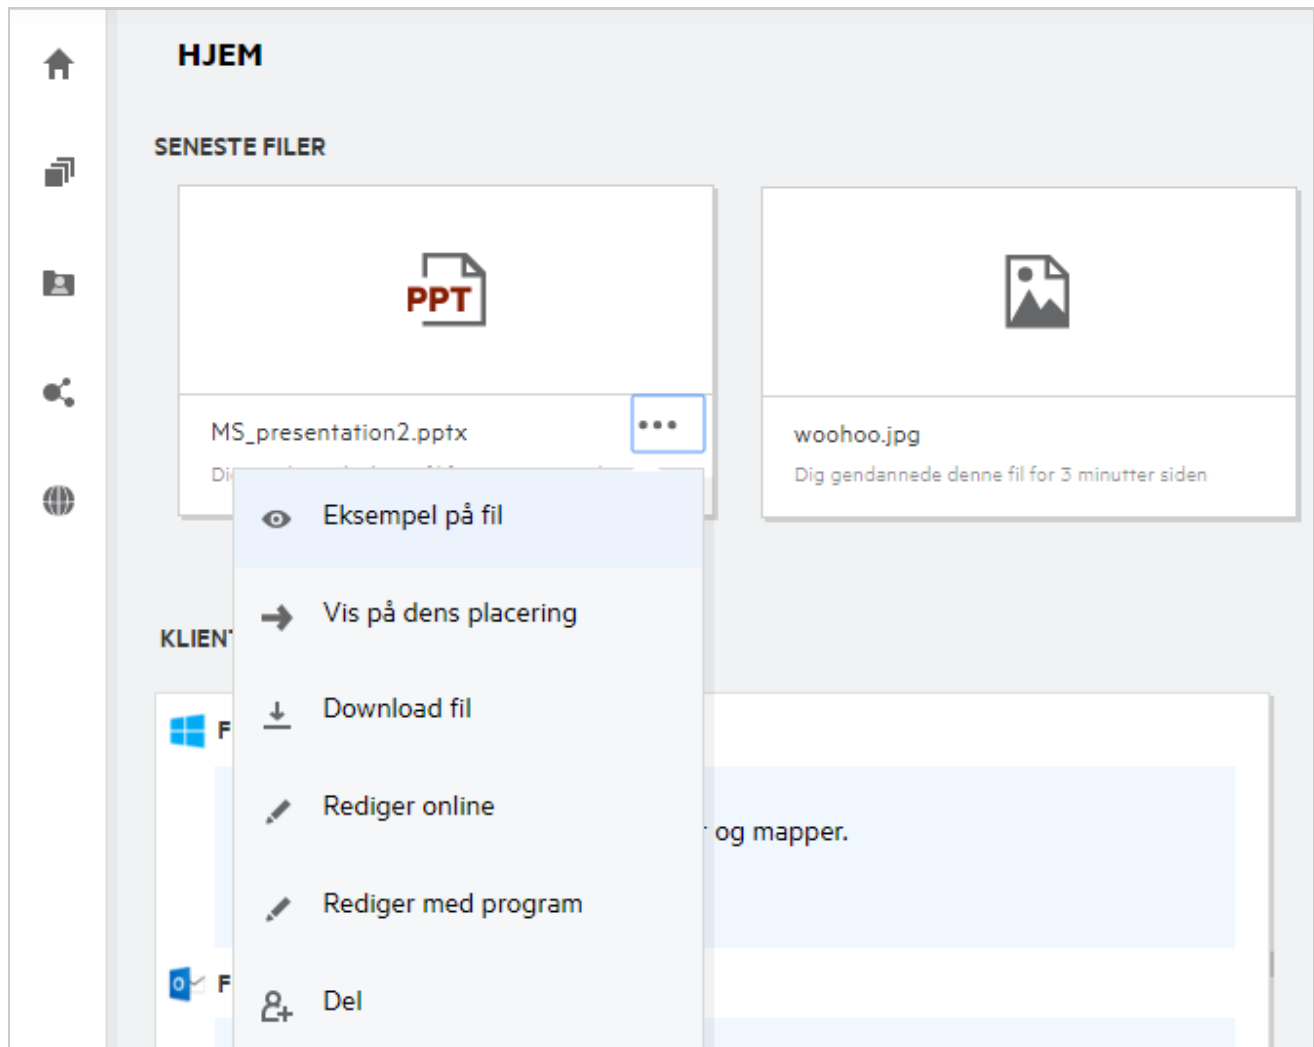 HJEM
SENESTE FILER
PPT
MS_presentation2.pptx
•••
woohoo.jpg
Dig gendannede denne fil for 3 minutter siden
Eksempel på fil
Vis på dens placering
Download fil
og mapper.
Rediger online
Rediger med program
Del